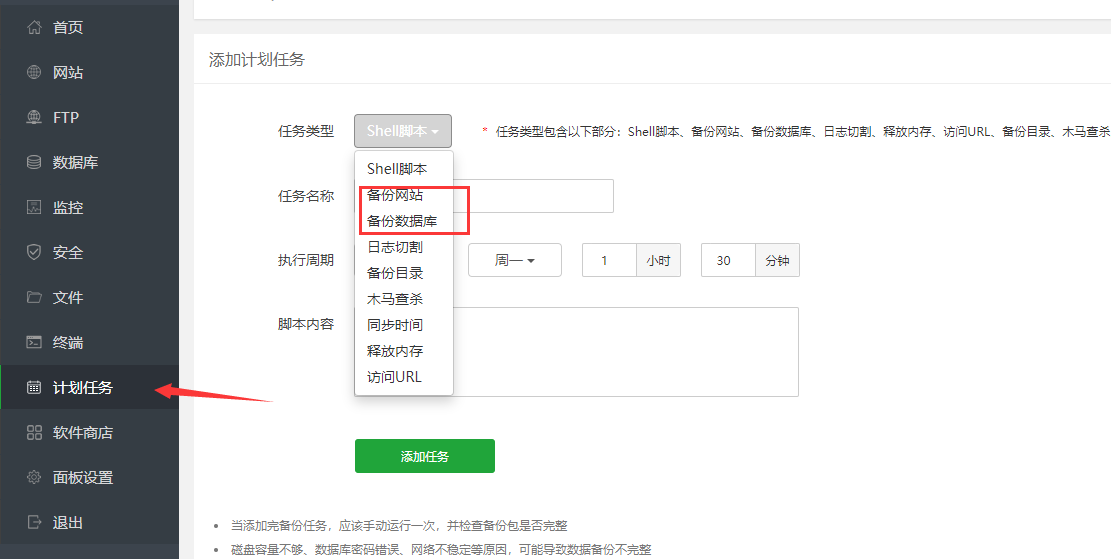 首页
网站
FTP
数据库
监控
安全
文件
终端
计划任务
软件商店
面板设置
退出
添加计划任务
任务类型
Shell脚本
* 任务类型包含以下部分：Shell脚本、备份网站、备份数据库、日志切割、释放内存、访问URL、备份目录、木马查杀
Shell脚本
备份网站
备份数据库
日志切割
备份目录
木马查杀
同步时间
释放内存
访问URL
任务名称
执行周期
周一
1 小时
30 分钟
脚本内容
添加任务
• 当添加完备份任务，应该手动运行一次，并检查备份包是否完整
• 磁盘容量不够、数据库密码错误、网络不稳定等原因，可能导致数据备份不完整